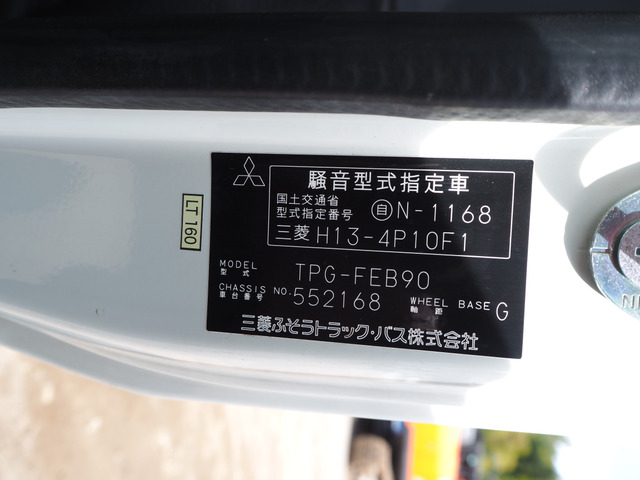 騒音型式指定車
国土交通省
型式指定番号 自N-1168
三菱 H13-4P10F1
MODEL
型式 TPG-FEB90
CHASSIS NO.
車台番号 552168 WHEEL BASE
軸距 G
三菱ふそうトラック・バス株式会社
LT160